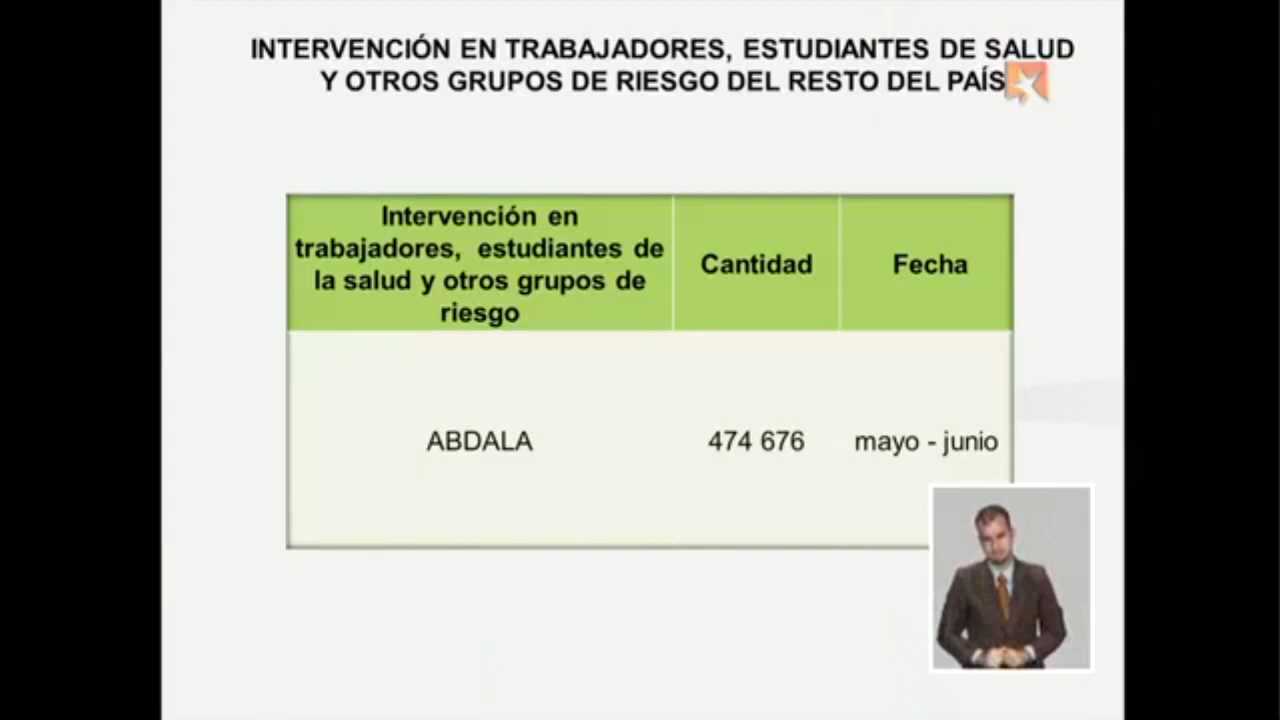 INTERVENCIÓN EN TRABAJADORES, ESTUDIANTES DE SALUD
Y OTROS GRUPOS DE RIESGO DEL RESTO DEL PAÍS
Intervención en
trabajadores, estudiantes de
la salud y otros grupos de
riesgo
Cantidad
Fecha
ABDALA
474 676
mayo - junio